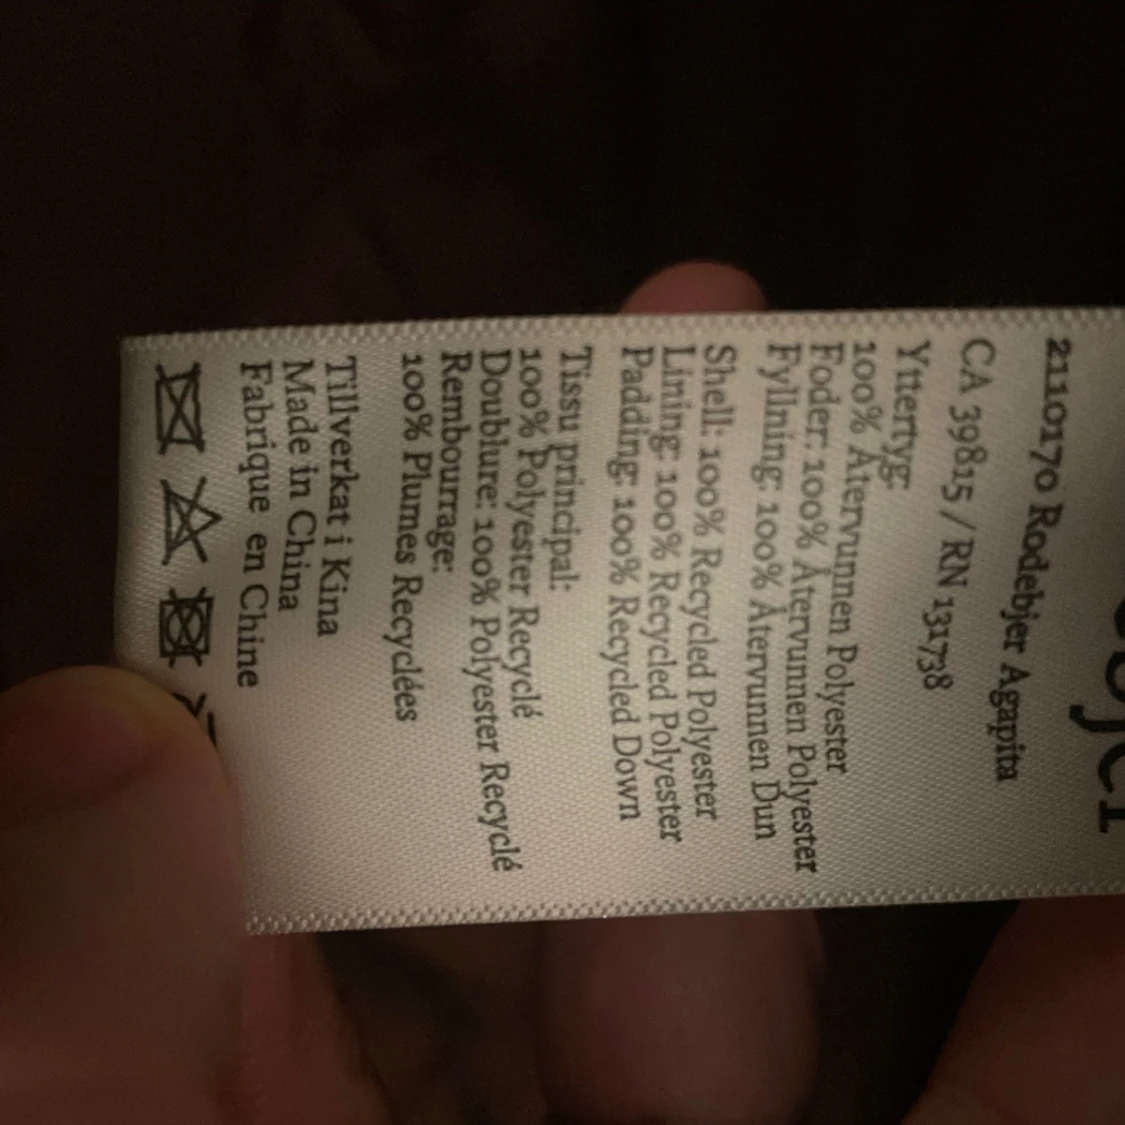 2110170 Rodebjer Agapita
CA 39815 / RN 131738
Yttertyg:
100% Återvunnen Polyester
Foder: 100% Återvunnen Polyester
Fyllning: 100% Återvunnen Dun
Shell: 100% Recycled Polyester
Lining: 100% Recycled Polyester
Padding: 100% Recycled Down
Tissu principal:
100% Polyester Recyclé
Doublure: 100% Polyester Recyclé
Rembourrage:
100% Plumes Recyclées
Tillverkat i Kina
Made in China
Fabrique en Chine